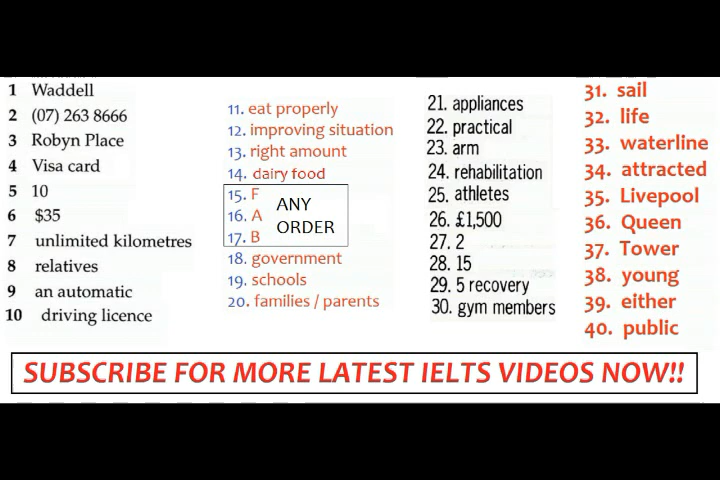 1 Waddell
2 (07) 263 8666
3 Robyn Place
4 Visa card
5 10
6 $35
7 unlimited kilometres
8 relatives
9 an automatic
10 driving licence
11. eat properly
12. improving situation
13. right amount
14. dairy food
15. F
16. A
17. B
ANY
ORDER
18. government
19. schools
20. families / parents
21. appliances
22. practical
23. arm
24. rehabilitation
25. athletes
26. £1,500
27. 2
28. 15
29. 5 recovery
30. gym members
31. sail
32. life
33. waterline
34. attracted
35. Livepool
36. Queen
37. Tower
38. young
39. either
40. public
SUBSCRIBE FOR MORE LATEST IELTS VIDEOS NOW!!